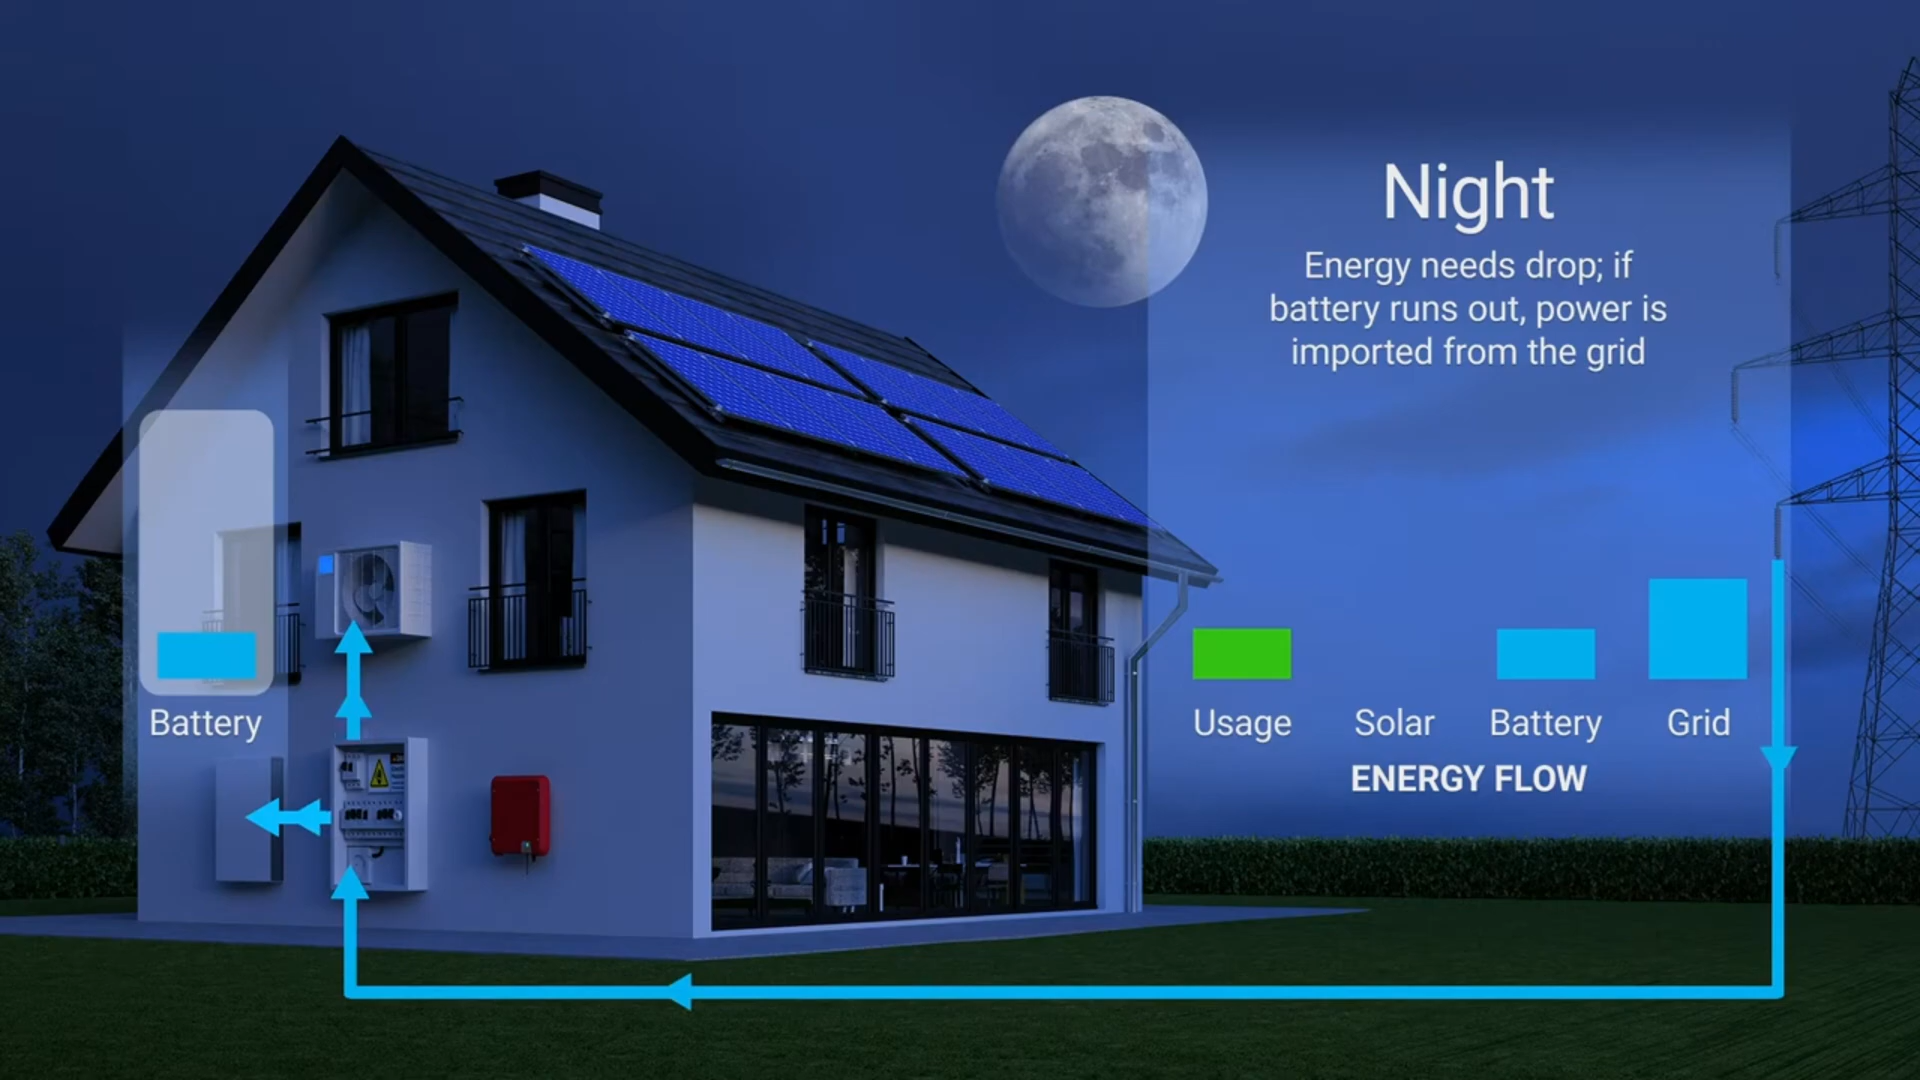 Night
Energy needs drop; if
battery runs out, power is
imported from the grid
Battery
Usage
Solar
Battery
Grid
ENERGY FLOW